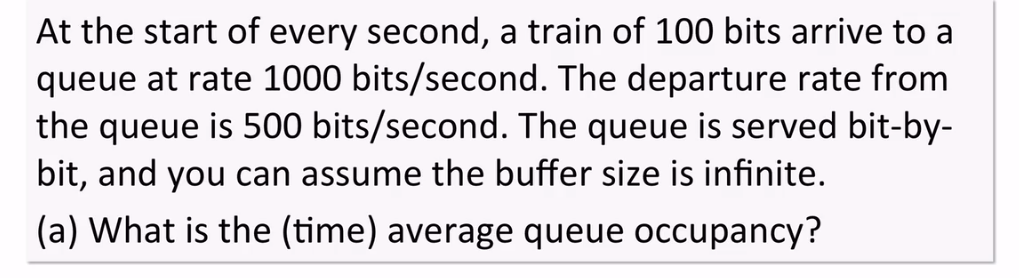 At the start of every second, a train of 100 bits arrive to a
queue at rate 1000 bits/second. The departure rate from
the queue is 500 bits/second. The queue is served bit-by-
bit, and you can assume the buffer size is infinite.
(a) What is the (time) average queue occupancy?